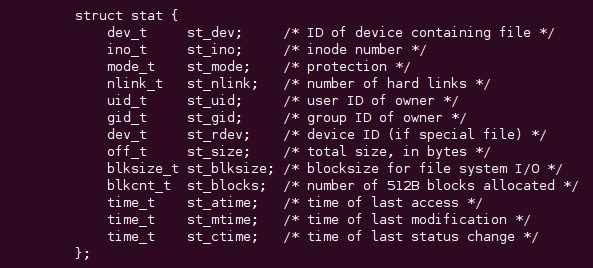 struct stat {
dev_t st_dev; /* ID of device containing file */
ino_t st_ino; /* inode number */
mode_t st_mode; /* protection */
nlink_t st_nlink; /* number of hard links */
uid_t st_uid; /* user ID of owner */
gid_t st_gid; /* group ID of owner */
dev_t st_rdev; /* device ID (if special file) */
off_t st_size; /* total size, in bytes */
blksize_t st_blksize; /* blocksize for file system I/O */
blkcnt_t st_blocks; /* number of 512B blocks allocated */
time_t st_atime; /* time of last access */
time_t st_mtime; /* time of last modification */
time_t st_ctime; /* time of last status change */
};